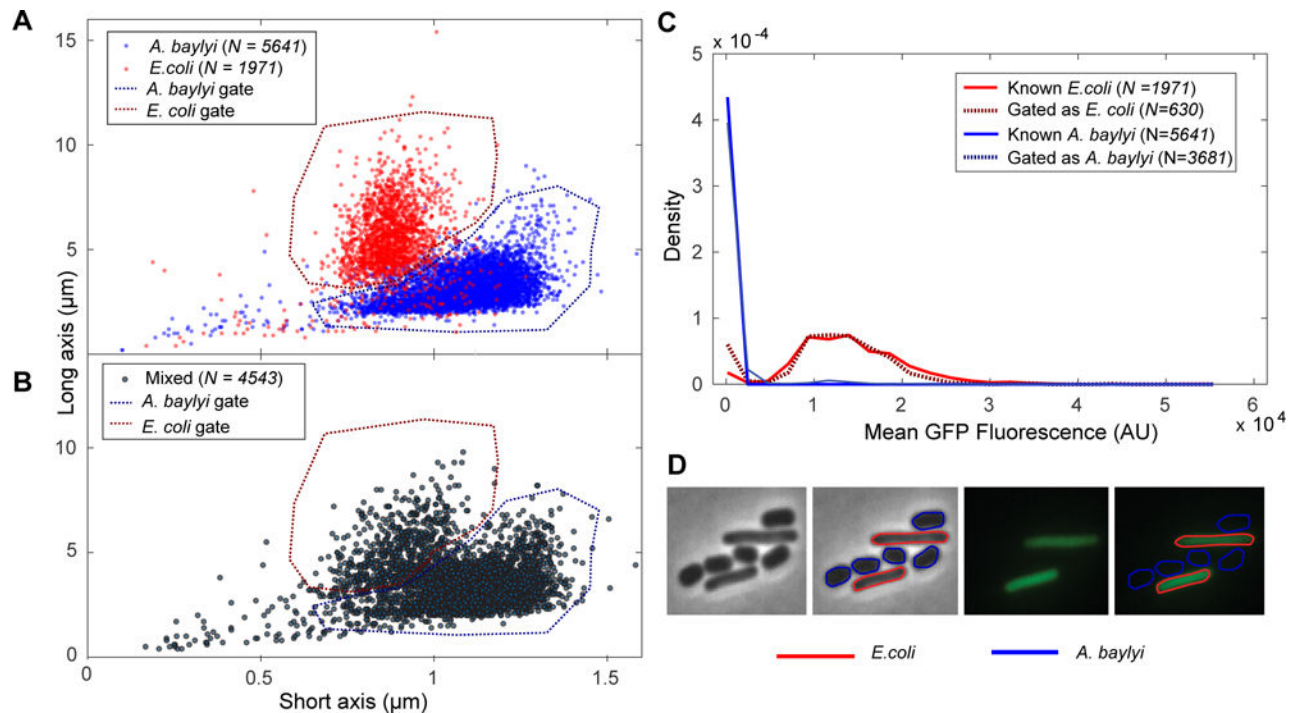 A
15
10
5
Long axis (μm)
A. baylyi (N = 5641)
E.coli (N = 1971)
A. baylyi gate
E. coli gate
B
10
5
0
Mixed (N = 4543)
A. baylyi gate
E. coli gate
0
0.5
1
1.5
Short axis (μm)
C
x 10⁻⁴
5
4
3
2
1
0
Density
Known E.coli (N =1971)
Gated as E. coli (N=630)
Known A. baylyi (N=5641)
Gated as A. baylyi (N=3681)
0
1
2
3
4
5
6
x 10⁴
Mean GFP Fluorescence (AU)
D
E.coli
A. baylyi